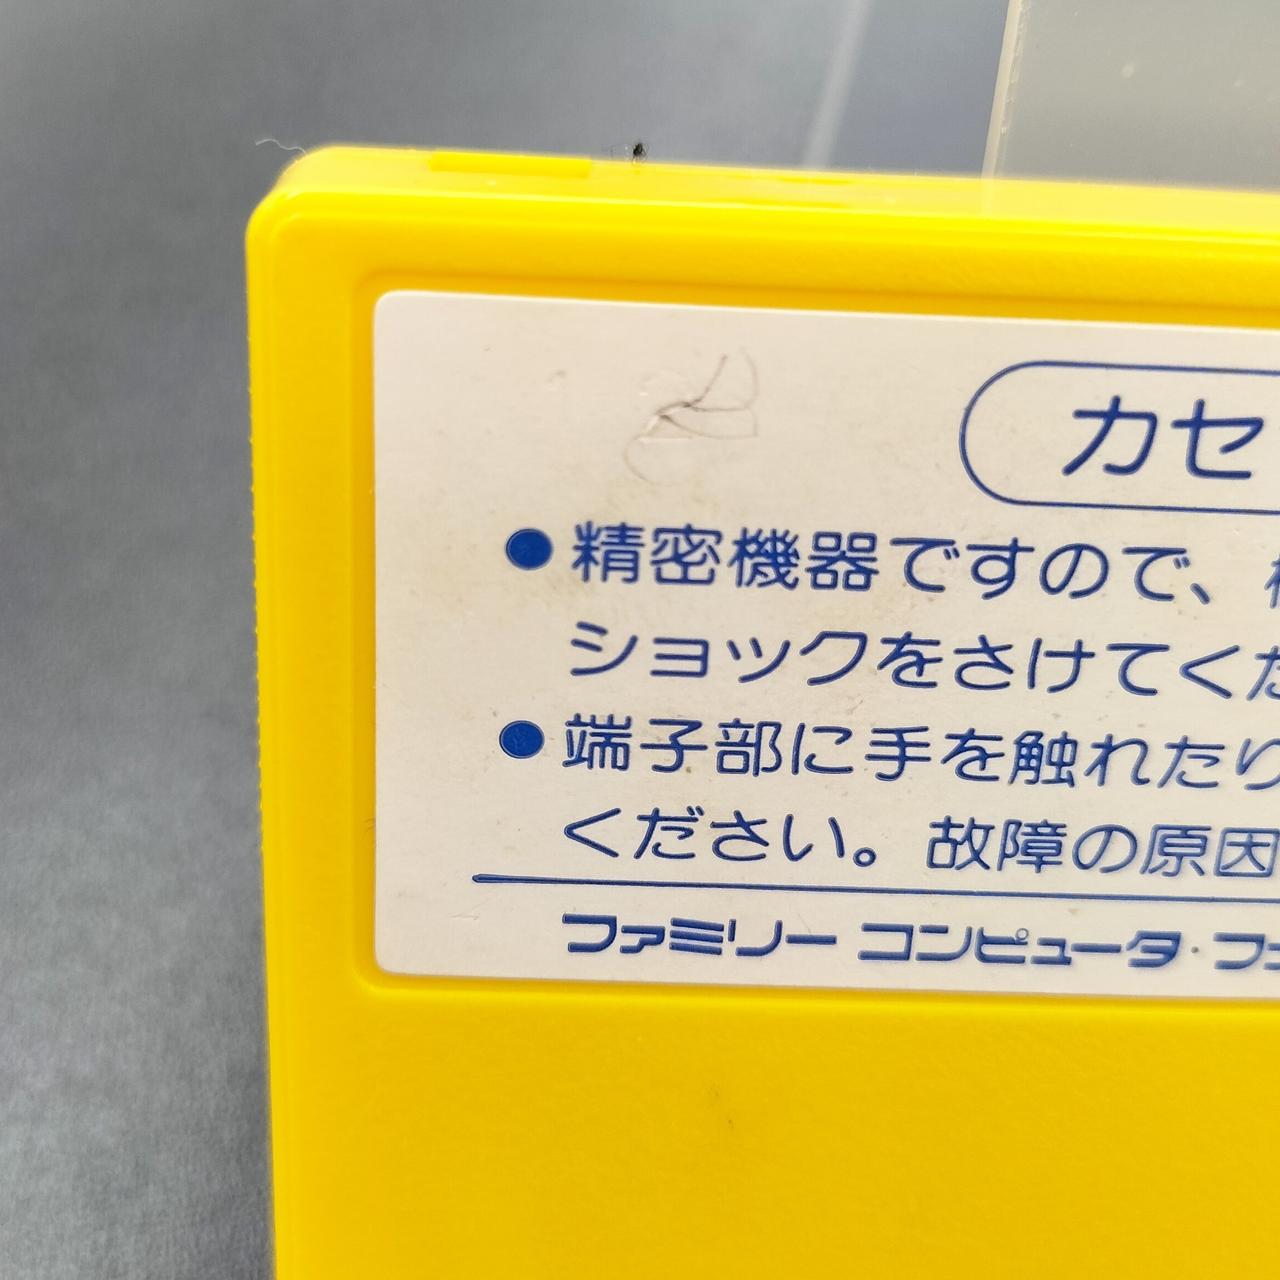 カセ
●精密機器ですので、
ショックをさけてくだ
●端子部に手を触れたり
ください。故障の原因
ファミリー コンピュータ・フ